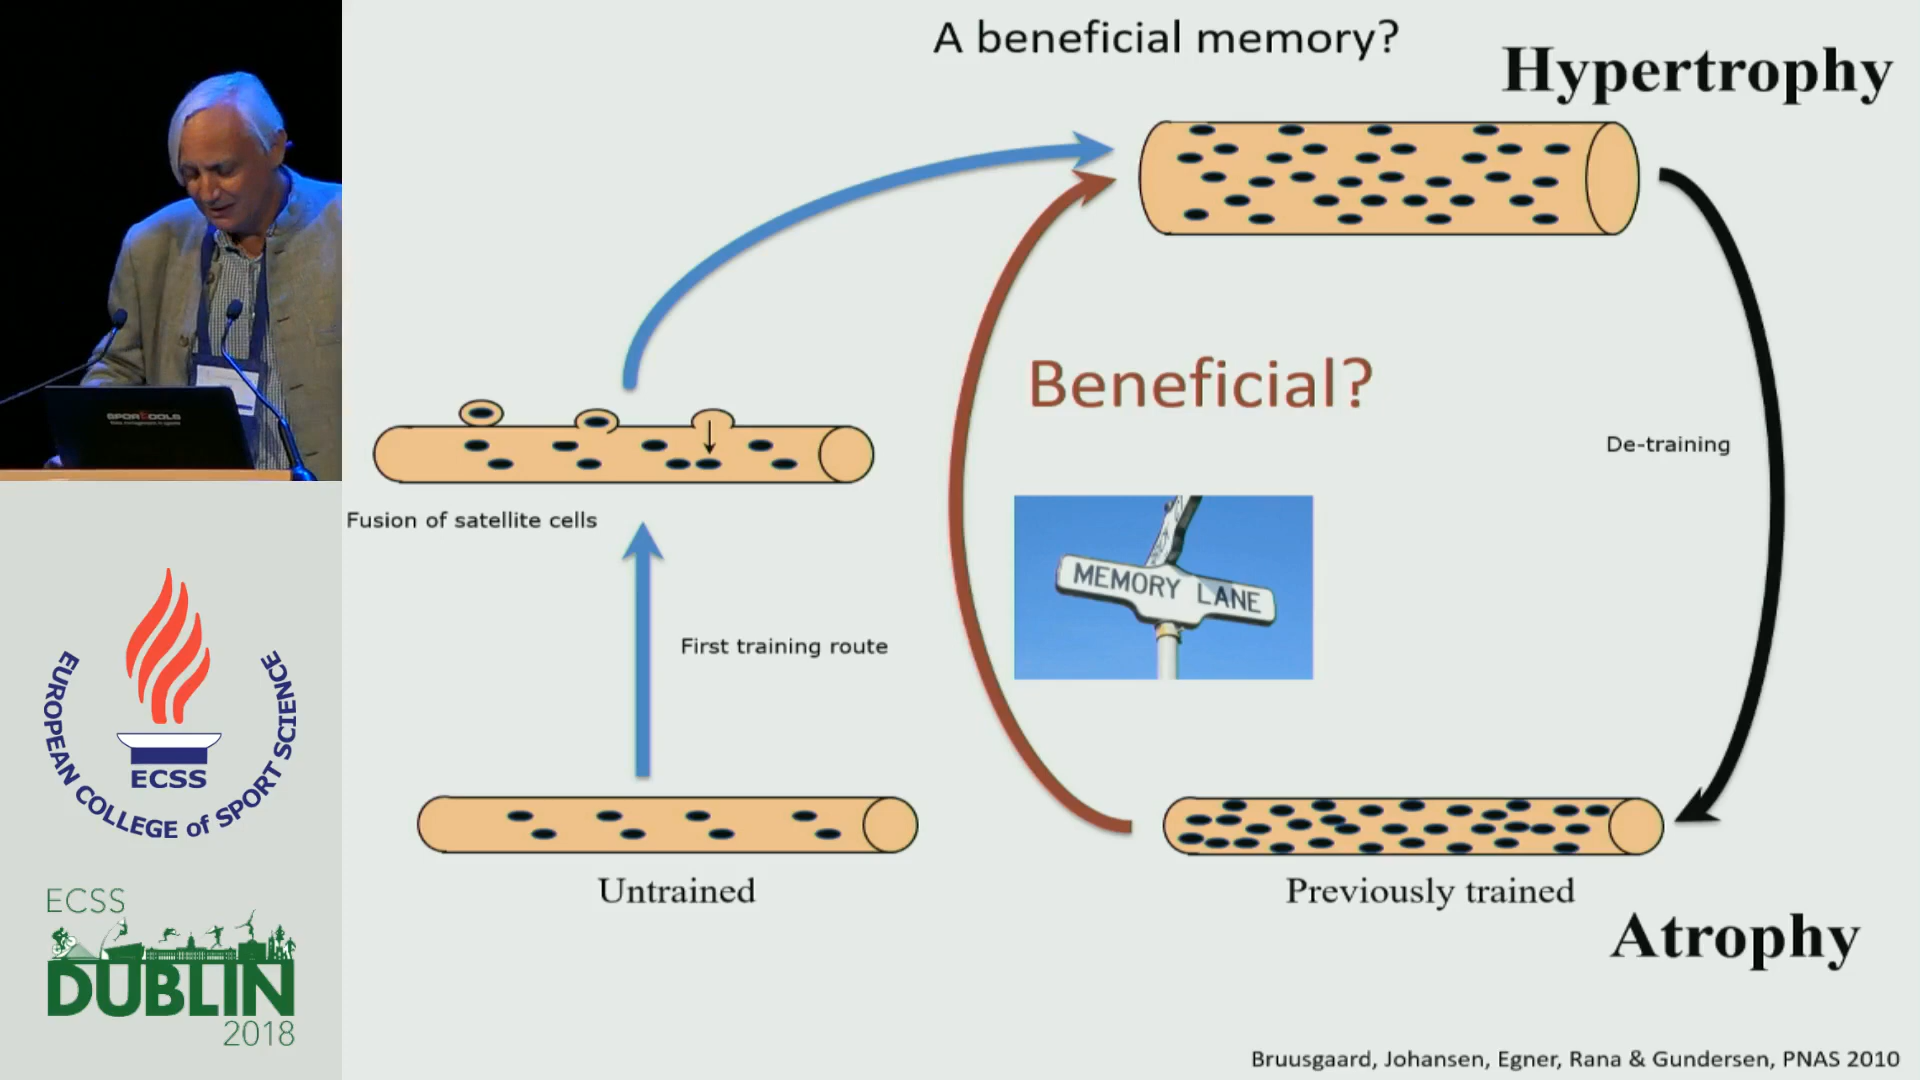 A beneficial memory?
Hypertrophy
Beneficial?
De-training
Fusion of satellite cells
MEMORY LANE
First training route
Untrained
Previously trained
Atrophy
Bruusgaard, Johansen, Egner, Rana & Gundersen, PNAS 2010
EUROPEAN COLLEGE of SPORT SCIENCE
ECSS
ECSS
DUBLIN
2018